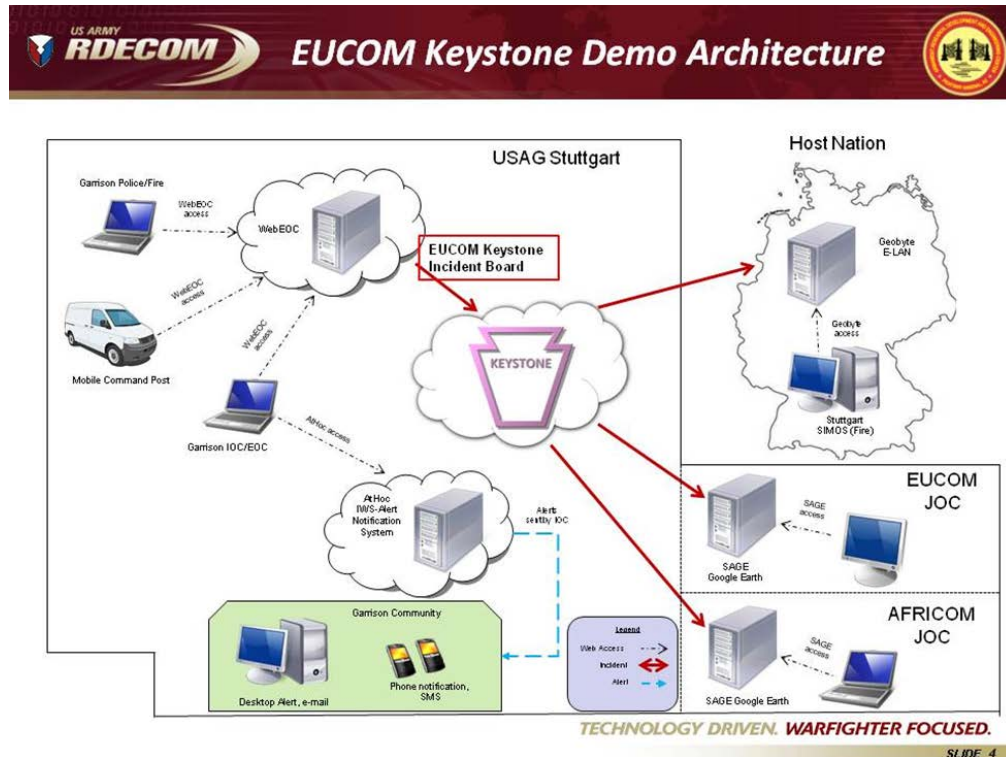 US ARMY
RDECOM
EUCOM Keystone Demo Architecture
USAG Stuttgart
Host Nation
Garrison Police/Fire
WebEOC
access
WebEOC
EUCOM Keystone
Incident Board
Geobyte
E-LAN
WebEOC
access
Geobyte
access
Mobile Command Post
WebEOC
access
KEYSTONE
Stuttgart
SIMOS (Fire)
Garrison IOC/EOC
AtHoc access
EUCOM
JOC
AtHoc
IWS-Alert
Notification
System
Alerts
sent by IOC
SAGE
access
SAGE
Google Earth
Garrison Community
AFRICOM
JOC
Legend
Web Access
Incident
Alert
SAGE
access
Desktop Alert, e-mail
Phone notification,
SMS
SAGE Google Earth
TECHNOLOGY DRIVEN. WARFIGHTER FOCUSED.
SLIDE 4